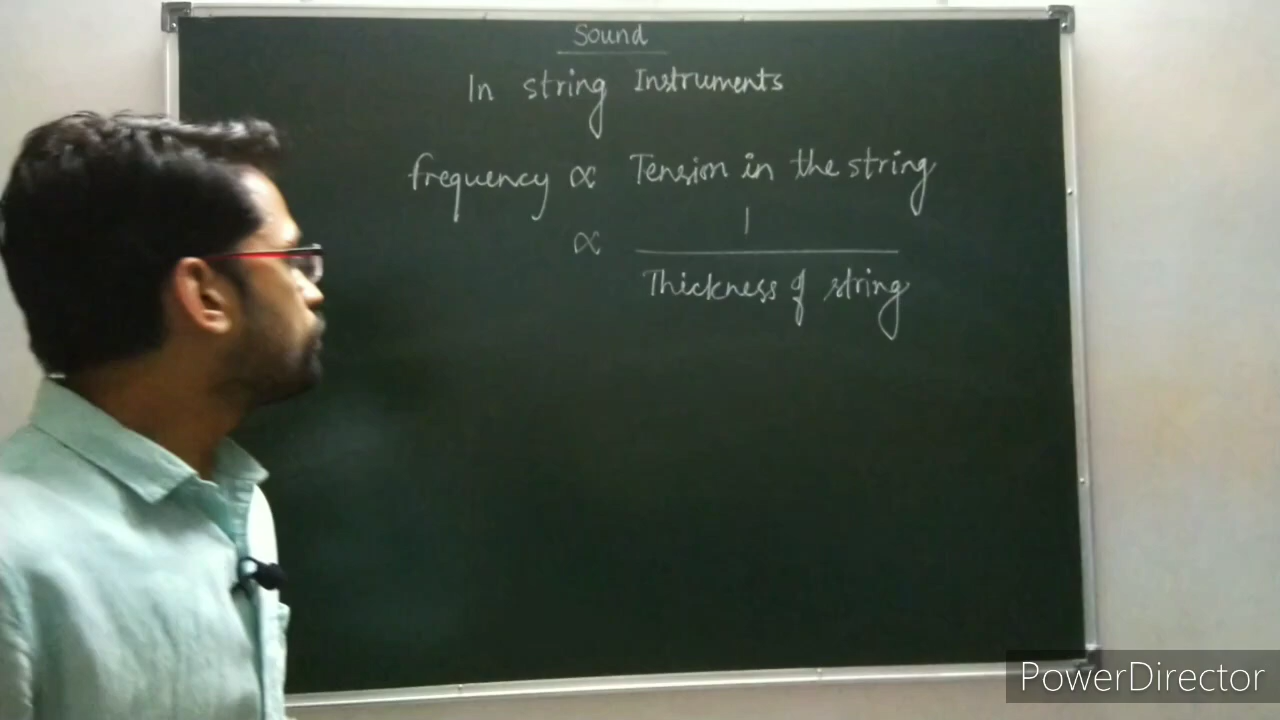 Sound
In string Instruments
frequency ∝ Tension in the string
∝ 1
Thickness of string
PowerDirector